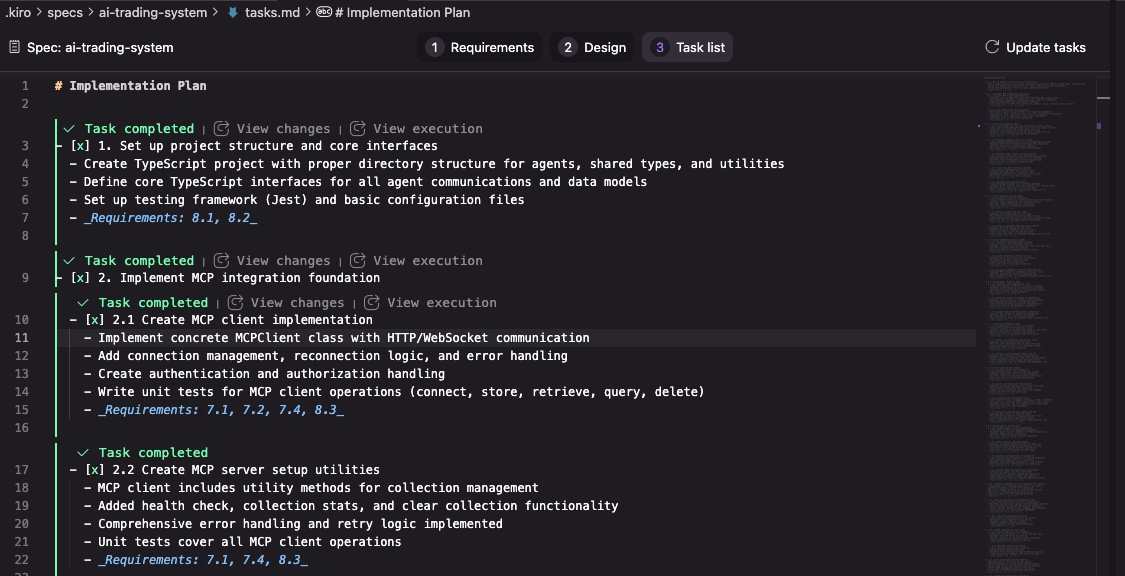 .kiro > specs > ai-trading-system > tasks.md > abc # Implementation Plan
Spec: ai-trading-system
1 Requirements
2 Design
3 Task list
Update tasks
1 # Implementation Plan
2
Task completed | View changes | View execution
3 - [x] 1. Set up project structure and core interfaces
4 - Create TypeScript project with proper directory structure for agents, shared types, and utilities
5 - Define core TypeScript interfaces for all agent communications and data models
6 - Set up testing framework (Jest) and basic configuration files
7 - _Requirements: 8.1, 8.2_
8
Task completed | View changes | View execution
9 - [x] 2. Implement MCP integration foundation
Task completed | View changes | View execution
10 - [x] 2.1 Create MCP client implementation
11 - Implement concrete MCPClient class with HTTP/WebSocket communication
12 - Add connection management, reconnection logic, and error handling
13 - Create authentication and authorization handling
14 - Write unit tests for MCP client operations (connect, store, retrieve, query, delete)
15 - _Requirements: 7.1, 7.2, 7.4, 8.3_
16
Task completed
17 - [x] 2.2 Create MCP server setup utilities
18 - MCP client includes utility methods for collection management
19 - Added health check, collection stats, and clear collection functionality
20 - Comprehensive error handling and retry logic implemented
21 - Unit tests cover all MCP client operations
22 - _Requirements: 7.1, 7.4, 8.3_